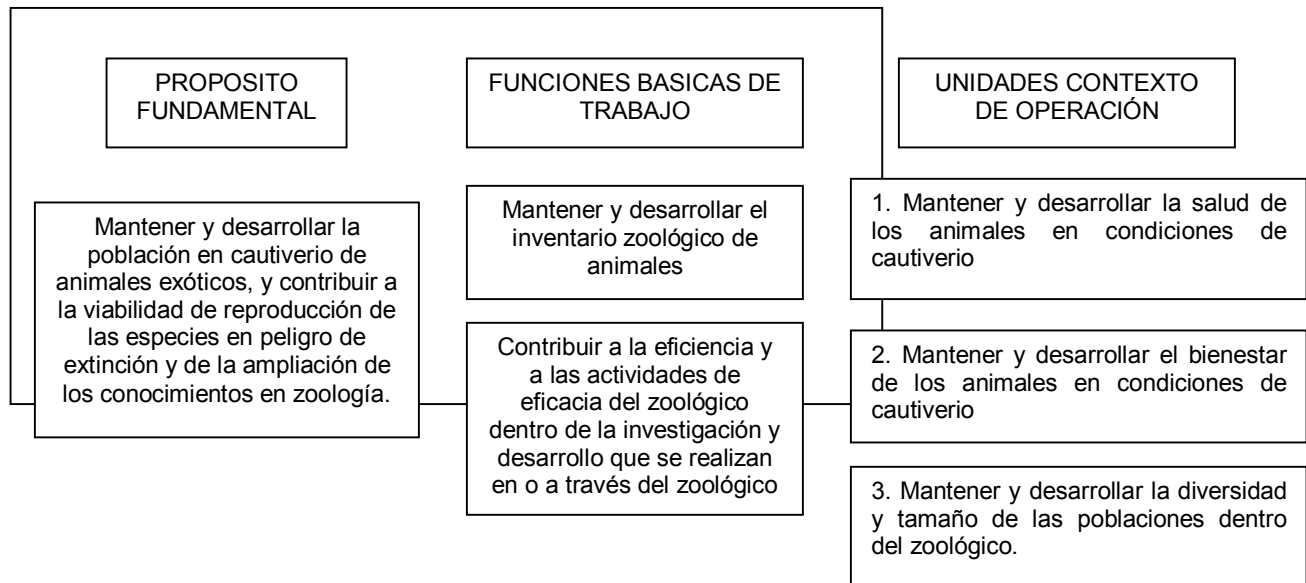 PROPOSITO
FUNDAMENTAL
FUNCIONES BASICAS DE
TRABAJO
UNIDADES CONTEXTO
DE OPERACIÓN
Mantener y desarrollar la
población en cautiverio de
animales exóticos, y contribuir a
la viabilidad de reproducción de
las especies en peligro de
extinción y de la ampliación de
los conocimientos en zoología.
Mantener y desarrollar el
inventario zoológico de
animales
Contribuir a la eficiencia y
a las actividades de
eficacia del zoológico
dentro de la investigación y
desarrollo que se realizan
en o a través del zoológico
1. Mantener y desarrollar la salud de
los animales en condiciones de
cautiverio
2. Mantener y desarrollar el bienestar
de los animales en condiciones de
cautiverio
3. Mantener y desarrollar la diversidad
y tamaño de las poblaciones dentro
del zoológico.